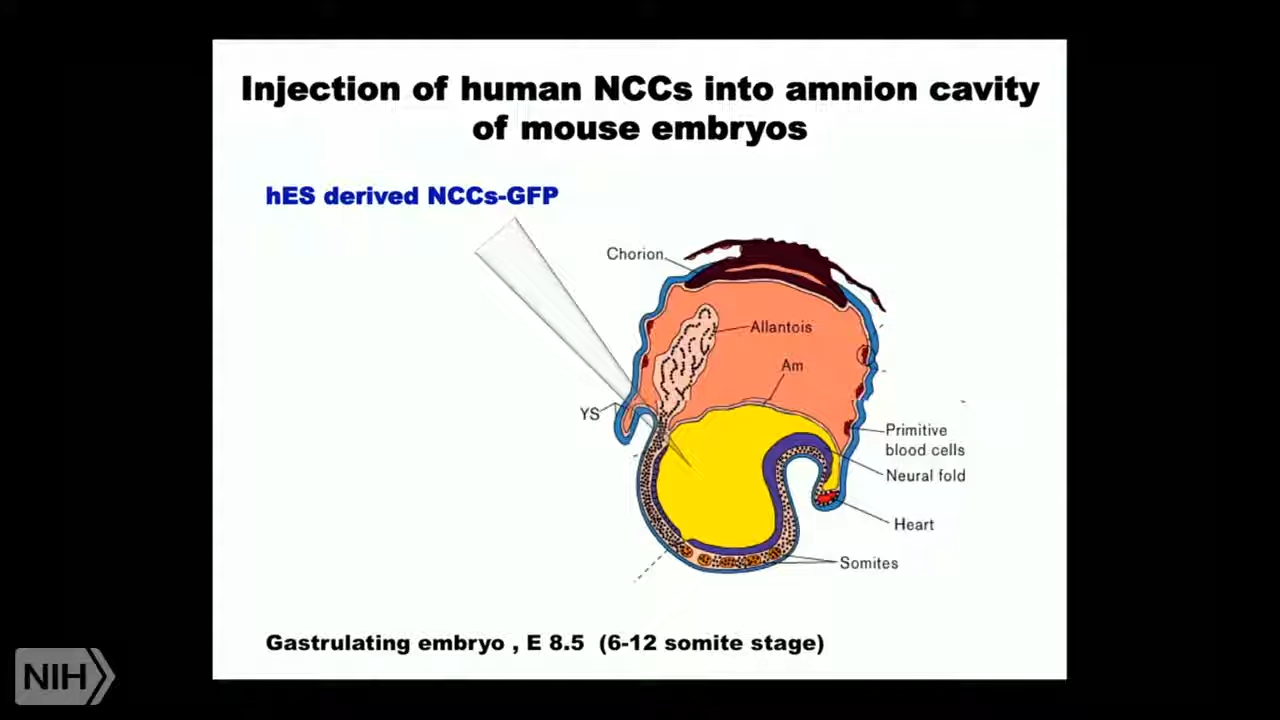 Injection of human NCCs into amnion cavity
of mouse embryos
hES derived NCCs-GFP
Chorion
Allantois
Am
YS
Primitive
blood cells
Neural fold
Heart
Somites
Gastrulating embryo , E 8.5 (6-12 somite stage)
NIH